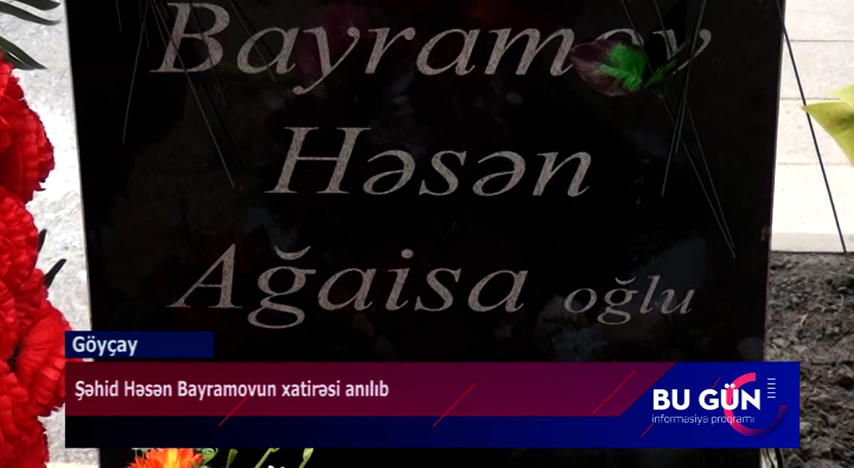 Bayramov
Həsən
Ağaisa oğlu
Göyçay
Şəhid Həsən Bayramovun xatirəsi anılıb
BU GÜN
informasiya proqramı